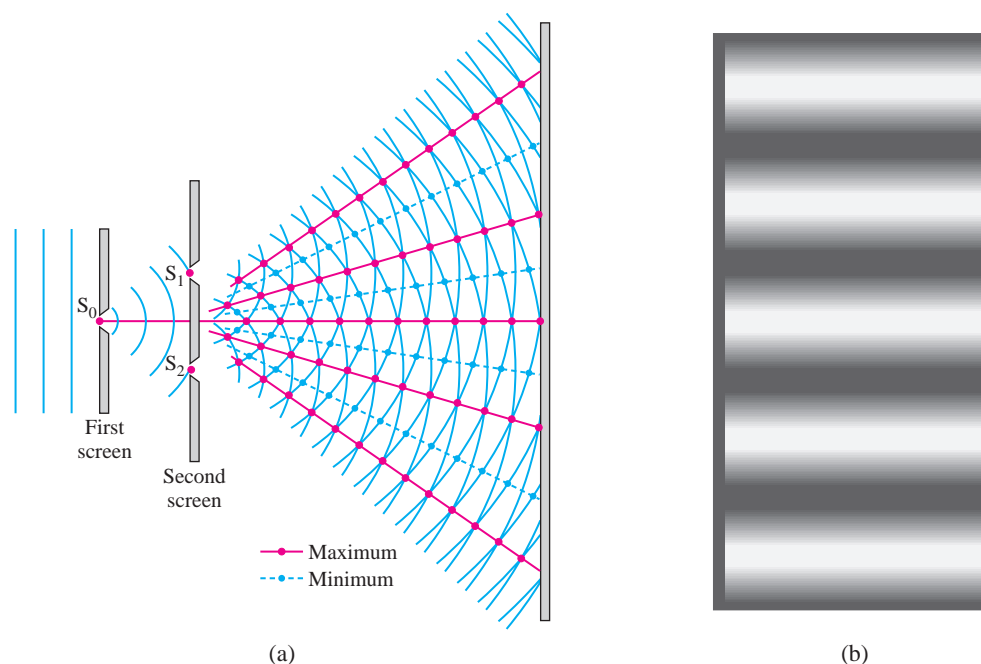 S1
S0
S2
First
screen
Second
screen
Maximum
Minimum
(a)
(b)